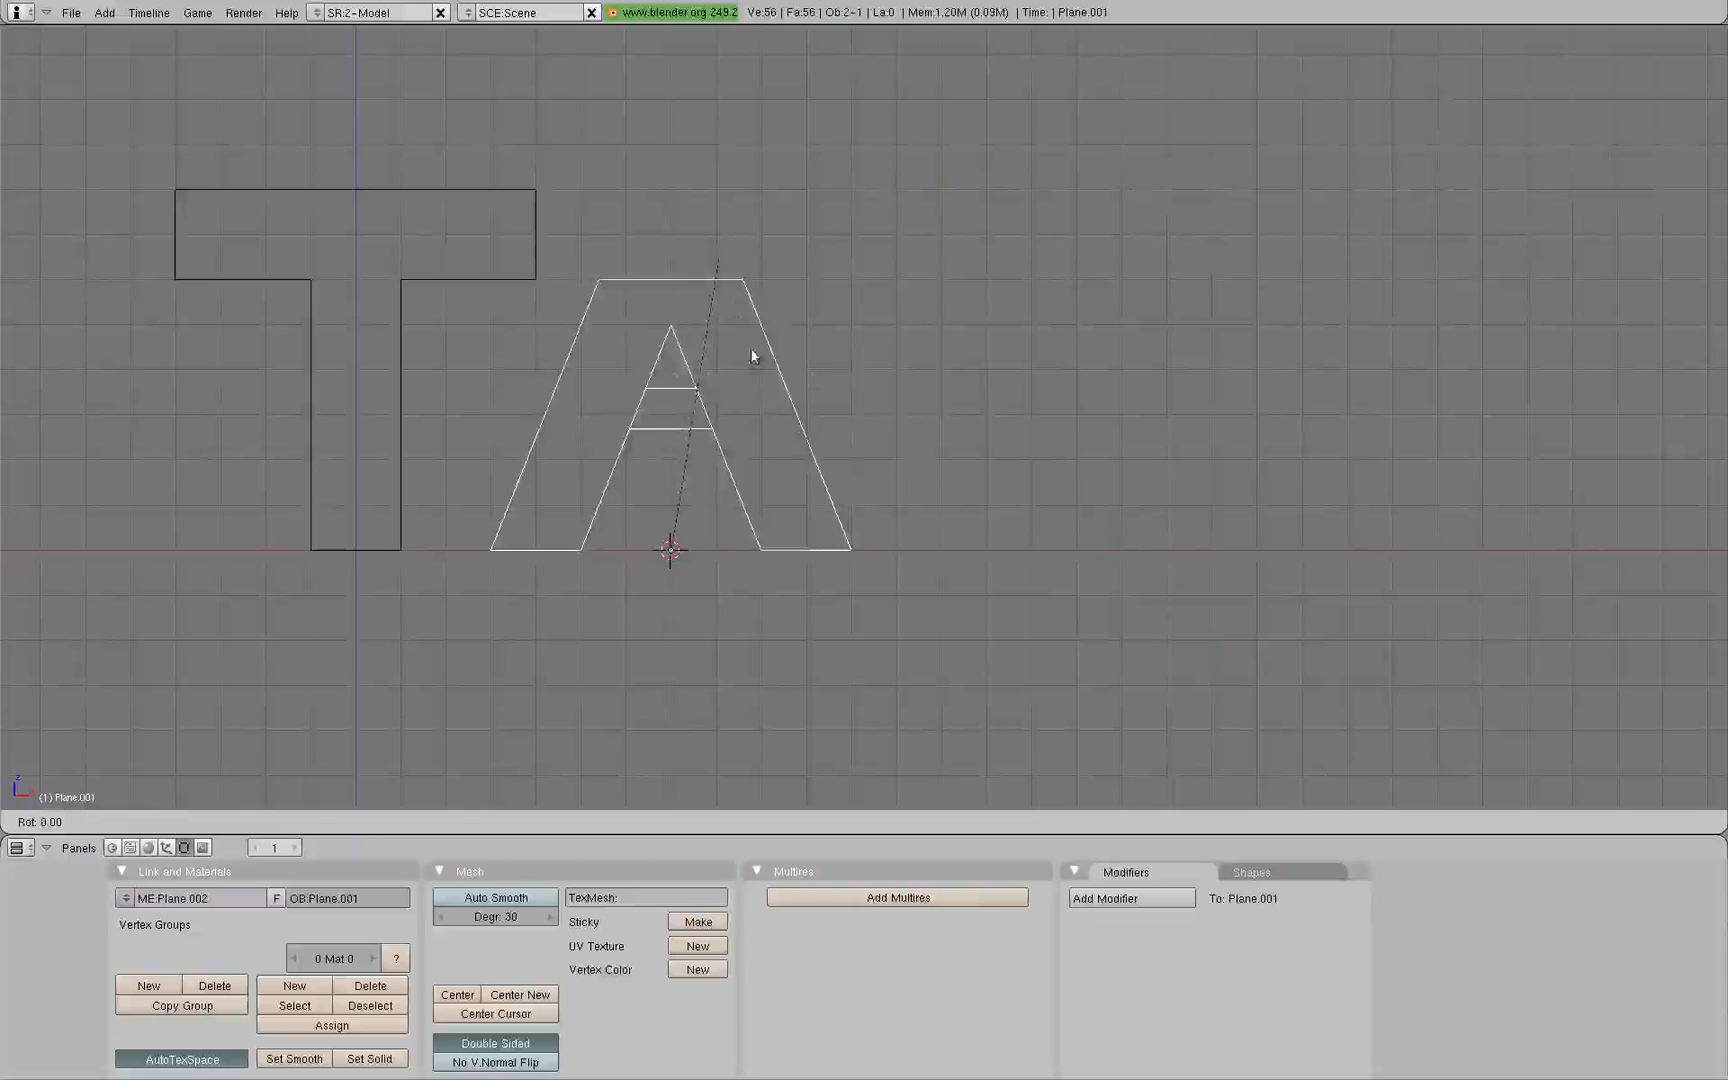 File Add Timeline Game Render Help SR:2-Model SCE:Scene www.blender.org 249.2 Ve:56 | Fa:56 | Ob:2-1 | La:0 | Mem:1.20M (0.09M) | Time: | Plane.001
TA
z
(1) Plane.001
Rot: 0.00
Panels 1
Link and Materials
ME:Plane.002 F OB:Plane.001
Vertex Groups
0 Mat 0 ?
New Delete New Delete
Copy Group Select Deselect
Assign
AutoTexSpace Set Smooth Set Solid
Mesh
Auto Smooth TexMesh:
Degr: 30 Sticky Make
UV Texture New
Vertex Color New
Center Center New
Center Cursor
Double Sided
No V.Normal Flip
Multires
Add Multires
Modifiers Shapes
Add Modifier To: Plane.001